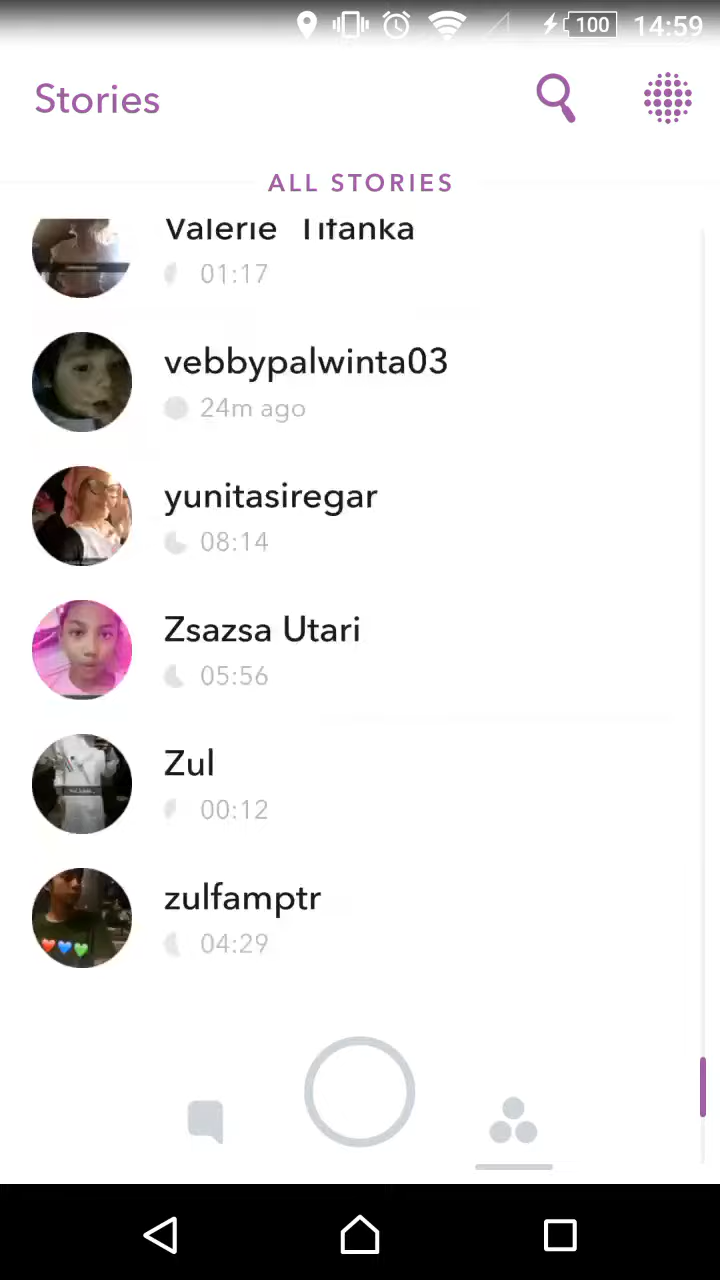 100 14:59
Stories
ALL STORIES
Valerie Titanka
01:17
vebbypalwinta03
24m ago
yunitasiregar
08:14
Zsazsa Utari
05:56
Zul
00:12
zulfamptr
04:29